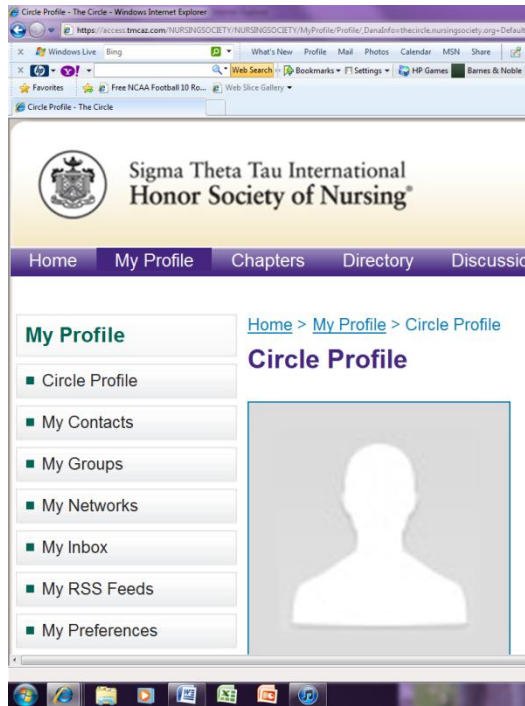 Circle Profile - The Circle - Windows Internet Explorer
https://access.tmcaz.com/NURSINGSOCIETY/NURSINGSOCIETY/MyProfile/Profile/,DanaInfo=thecircle.nursingsociety.org+Default
x Windows Live Bing What's New Profile Mail Photos Calendar MSN Share
x Web Search Bookmarks Settings HP Games Barnes & Noble
Favorites Free NCAA Football 10 Ro... Web Slice Gallery
Circle Profile - The Circle
Sigma Theta Tau International
Honor Society of Nursing®
Home My Profile Chapters Directory Discussio
My Profile
Circle Profile
My Contacts
My Groups
My Networks
My Inbox
My RSS Feeds
My Preferences
Home > My Profile > Circle Profile
Circle Profile